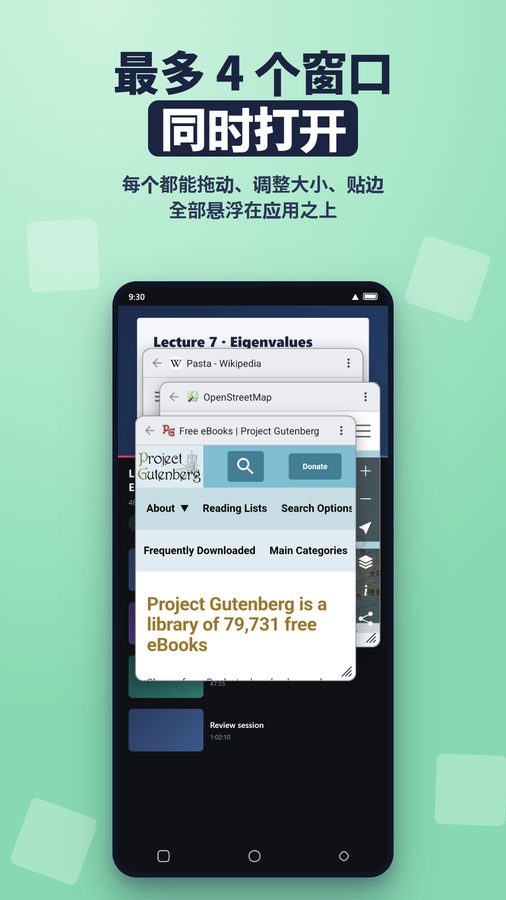 最多 4 个窗口
同时打开
每个都能拖动、调整大小、贴边
全部悬浮在应用之上
9:30
Lecture 7 · Eigenvalues
Pasta - Wikipedia
OpenStreetMap
Free eBooks | Project Gutenberg
Project
Gutenberg
Donate
About ▼ Reading Lists Search Options
Frequently Downloaded Main Categories
Project Gutenberg is a
library of 79,731 free
eBooks
47:55
Review session
1:02:10